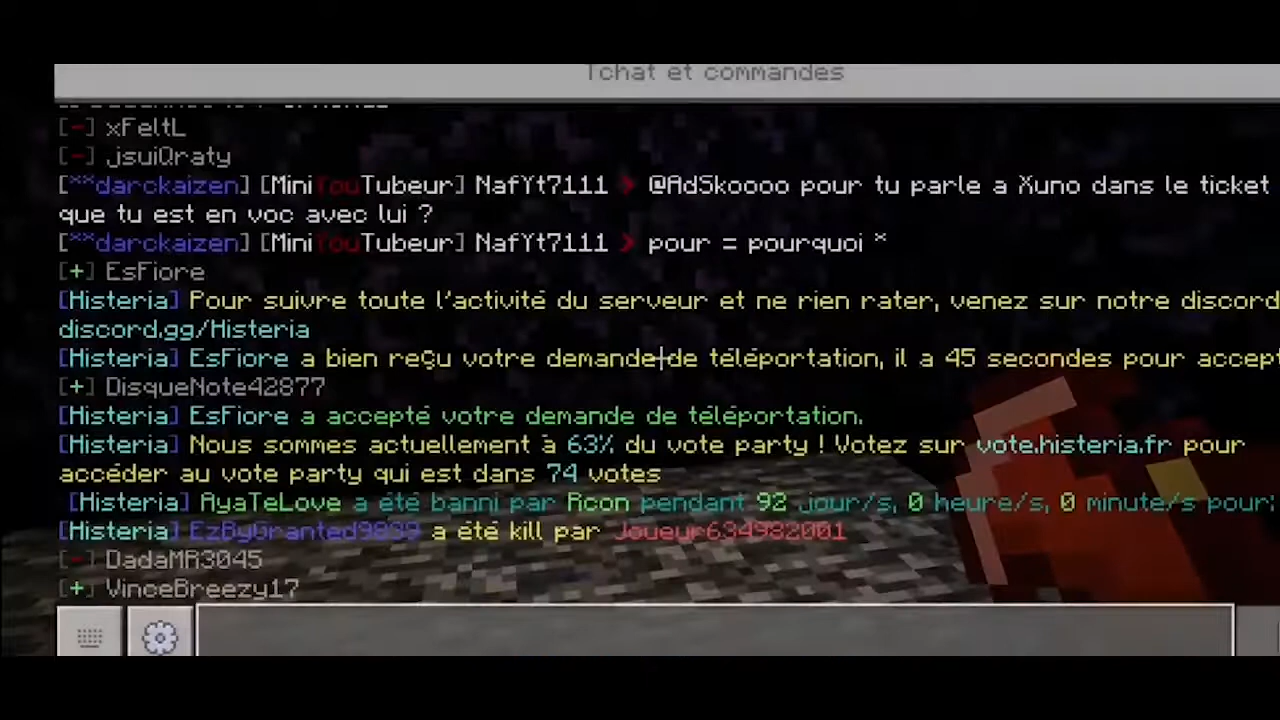 Tchat et commandes
[-] xFeltL
[-] jsuiQraty
[**darckaizen] [MiniYouTubeur] NafYt7111 > @AdSkoooo pour tu parle a Xuno dans le ticket
que tu est en voc avec lui ?
[**darckaizen] [MiniYouTubeur] NafYt7111 > pour = pourquoi *
[+] EsFiore
[Histeria] Pour suivre toute l'activité du serveur et ne rien rater, venez sur notre discord
discord.gg/Histeria
[Histeria] EsFiore a bien reçu votre demande de téléportation, il a 45 secondes pour accept
[+] DisqueNote42877
[Histeria] EsFiore a accepté votre demande de téléportation.
[Histeria] Nous sommes actuellement à 63% du vote party ! Votez sur vote.histeria.fr pour
accéder au vote party qui est dans 74 votes
[Histeria] AyaTeLove a été banni par Rcon pendant 92 jour/s, 0 heure/s, 0 minute/s pour:
[Histeria] EzByGranted9839 a été kill par Joueur634982001
[-] DadaMR3045
[+] VinceBreezy17